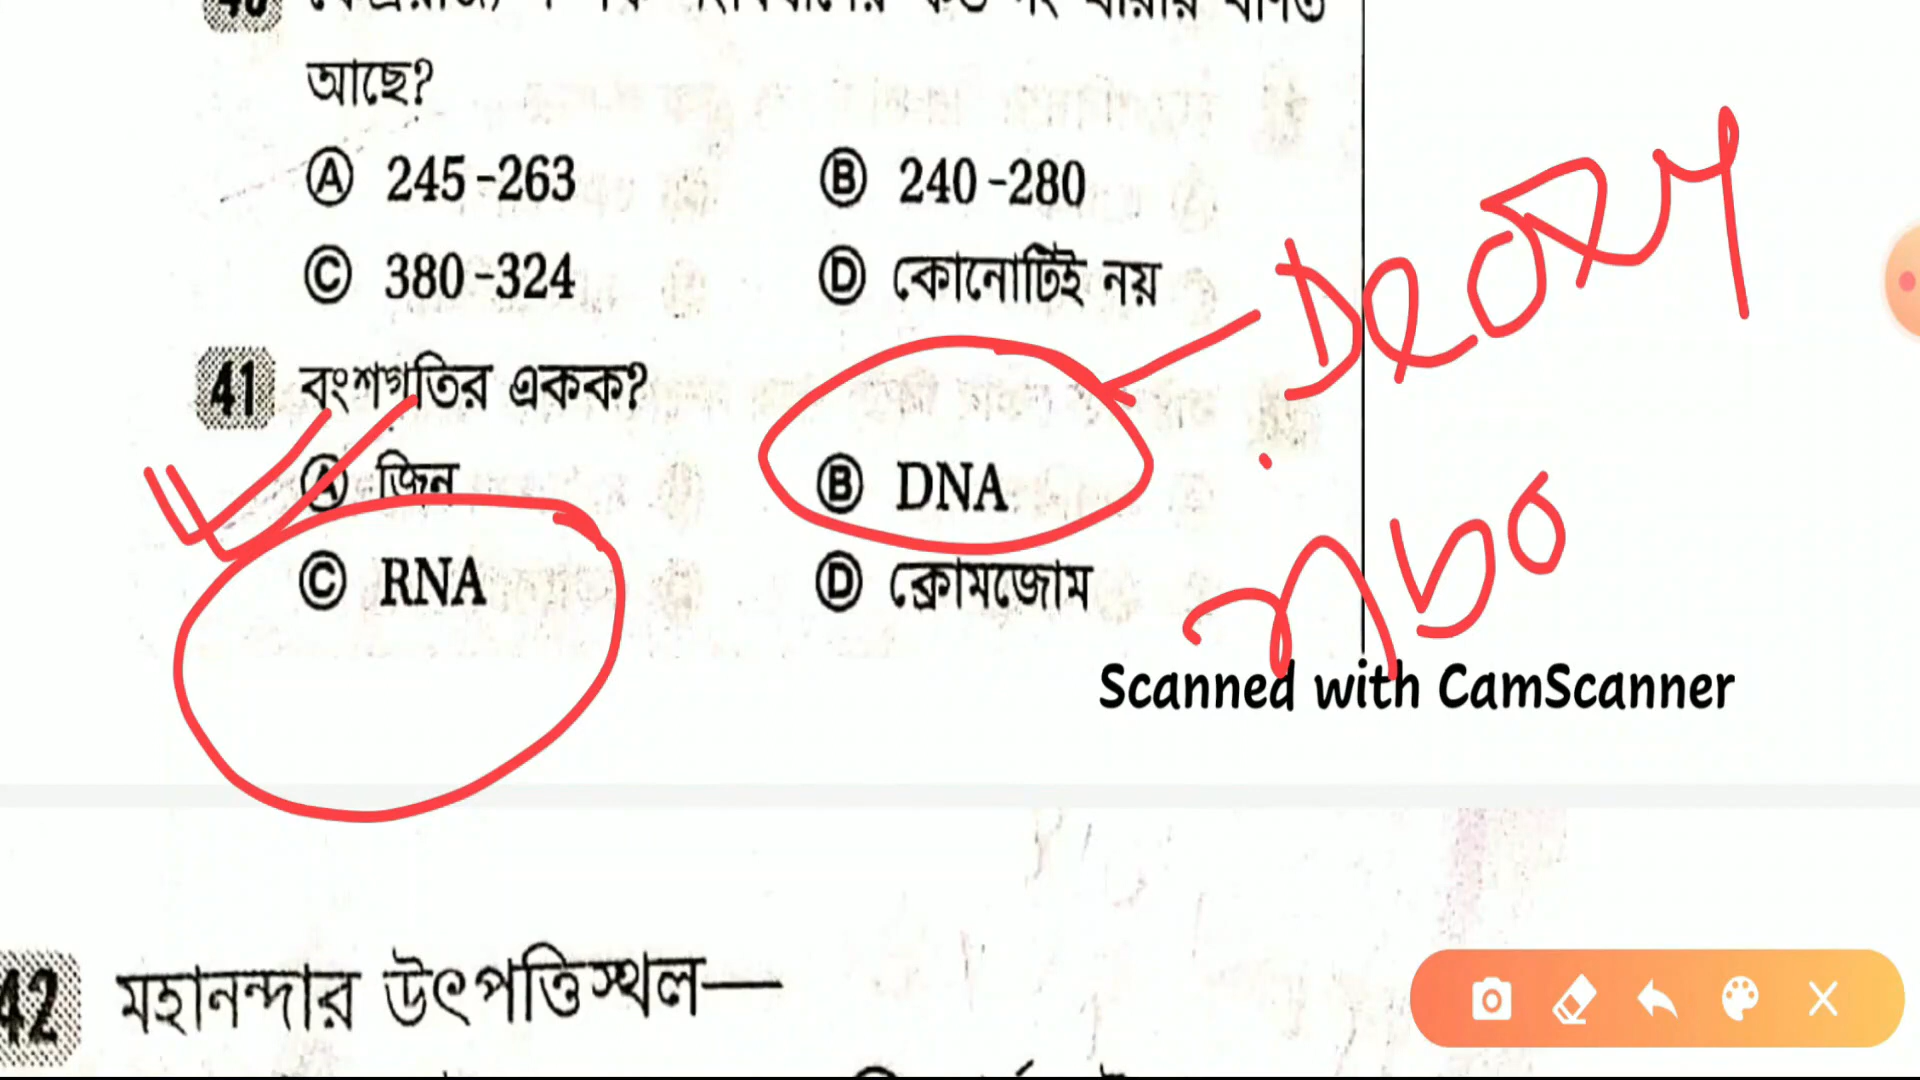 আছে?
Ⓐ 245-263 Ⓑ 240-280
Ⓒ 380-324 Ⓓ কোনোটিই নয়
41 বংশগতির একক?
Ⓐ জিন Ⓑ DNA
Ⓒ RNA Ⓓ ক্রোমজোম
Deoxy
Scanned with CamScanner
42 মহানন্দার উৎপত্তিস্থল—